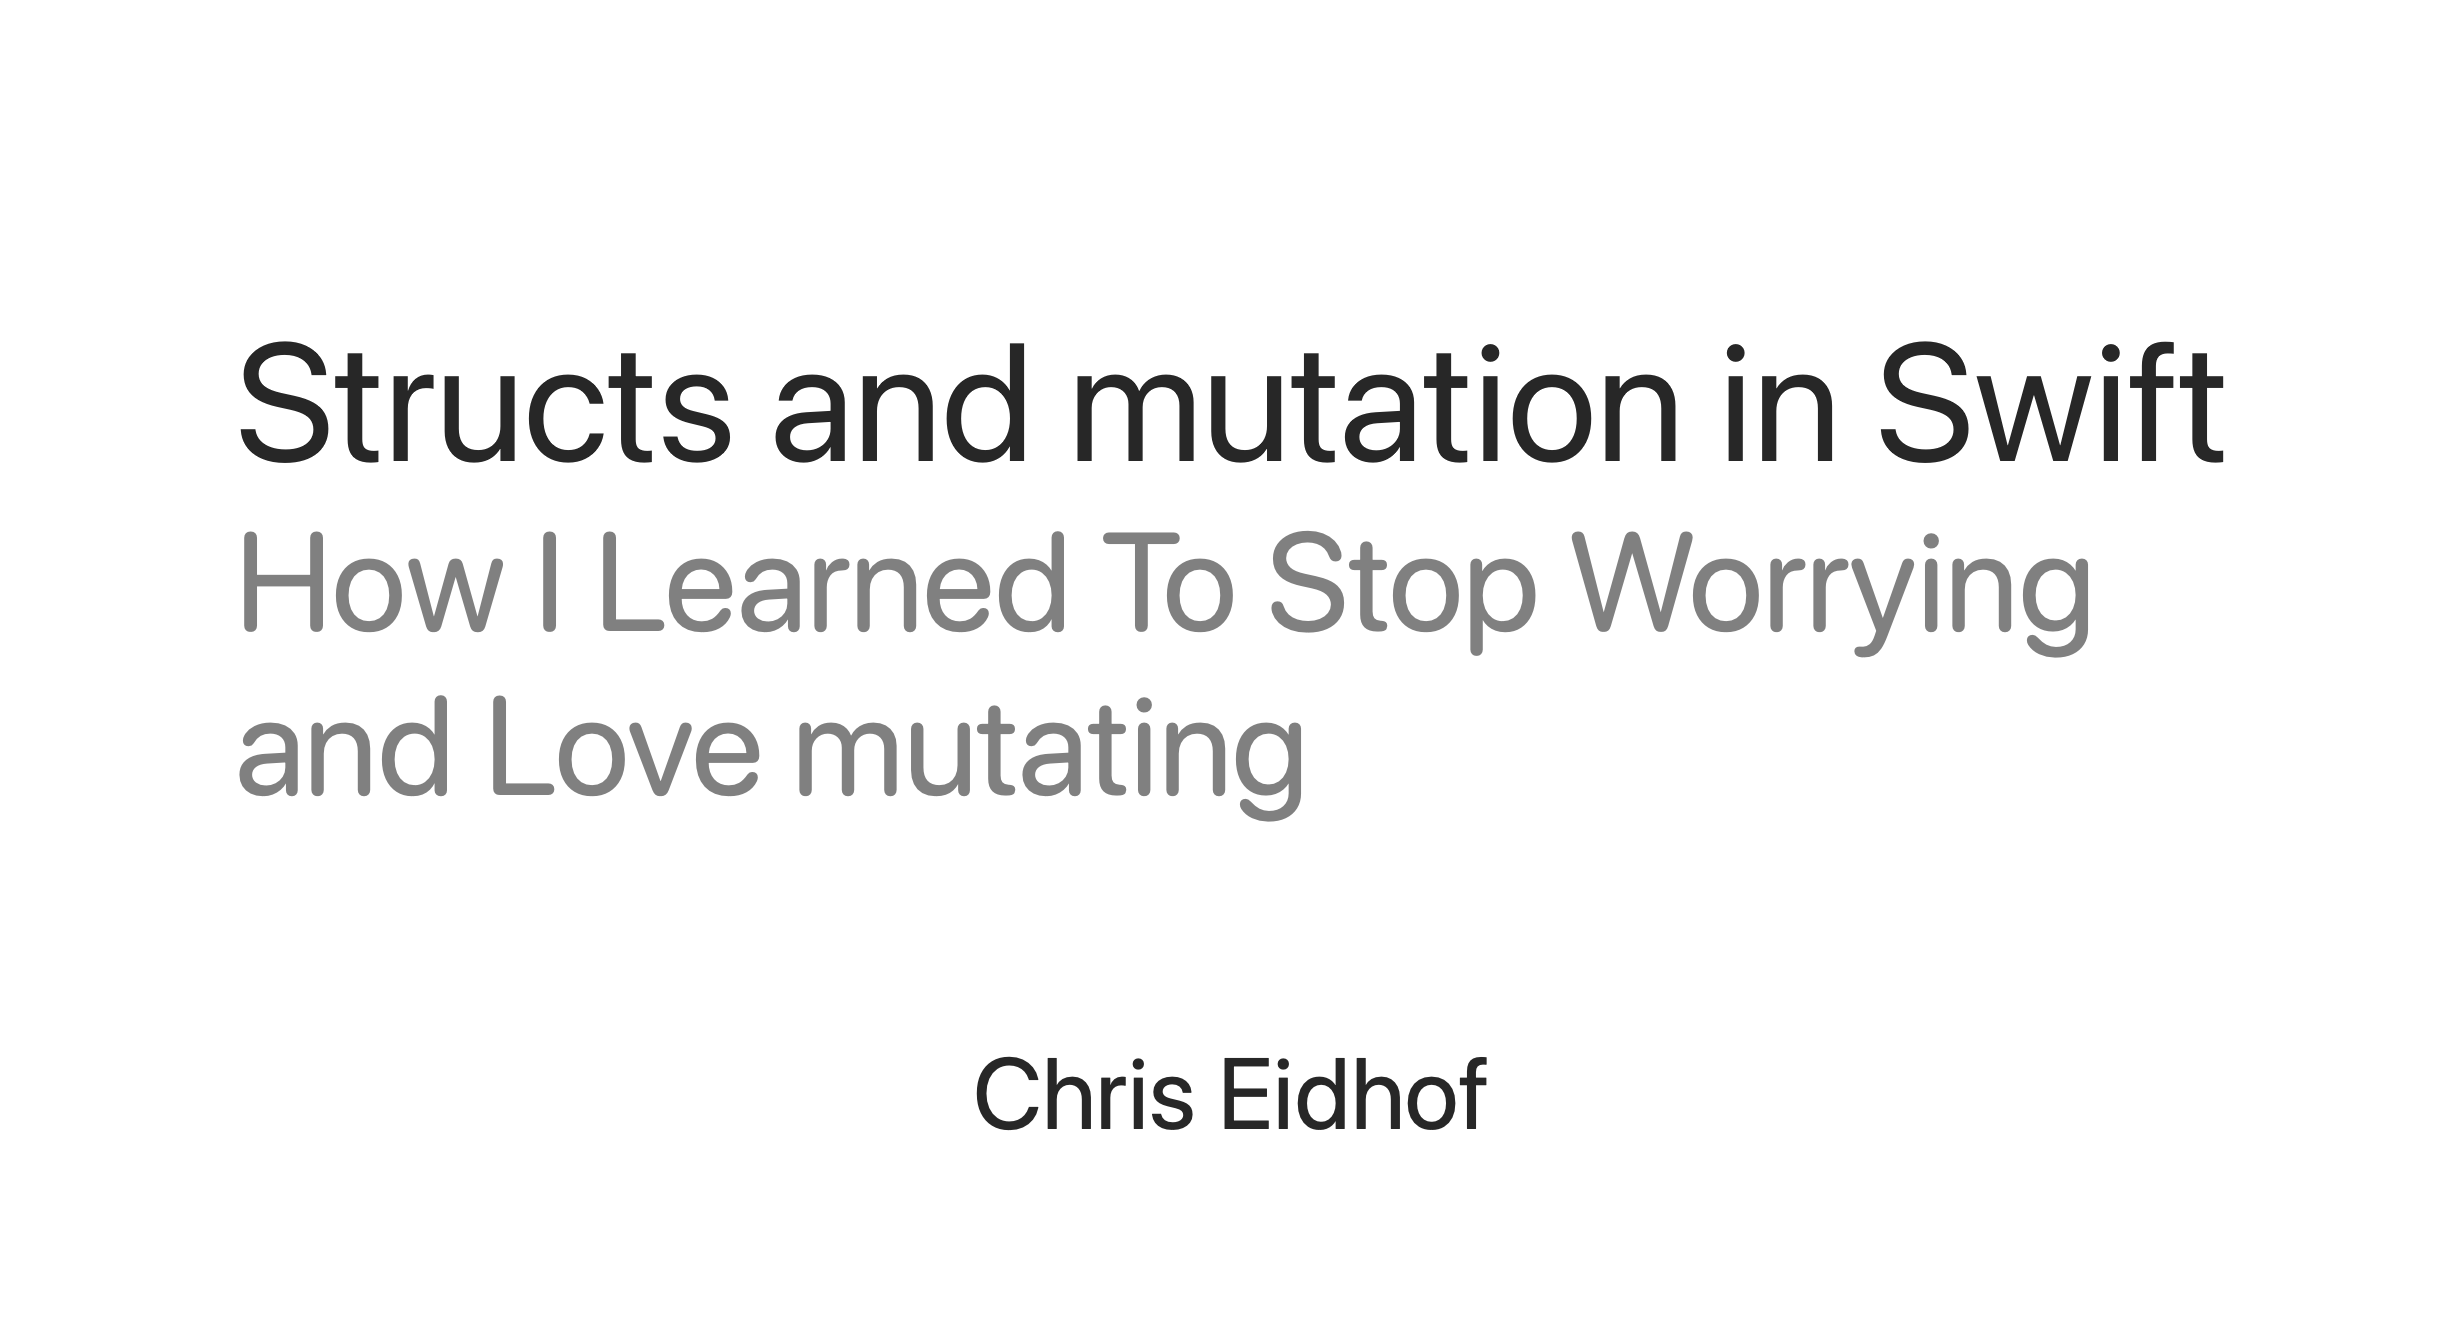 Structs and mutation in Swift
How I Learned To Stop Worrying
and Love mutating
Chris Eidhof